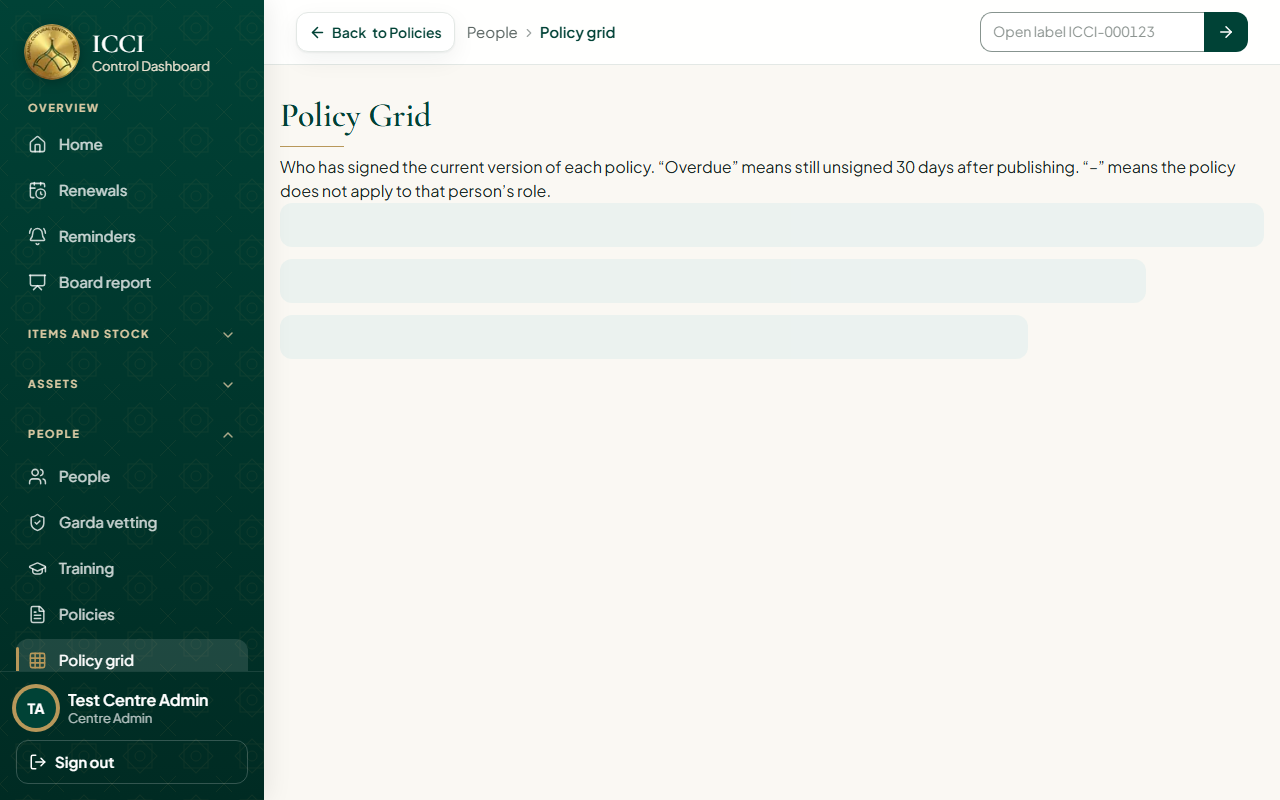 ICCI
Control Dashboard
OVERVIEW
Home
Renewals
Reminders
Board report
ITEMS AND STOCK
ASSETS
PEOPLE
People
Garda vetting
Training
Policies
Policy grid
TA
Test Centre Admin
Centre Admin
Sign out
Back to Policies
People
Policy grid
Open label ICCI-000123
Policy Grid
Who has signed the current version of each policy. “Overdue” means still unsigned 30 days after publishing. “–” means the policy
does not apply to that person’s role.